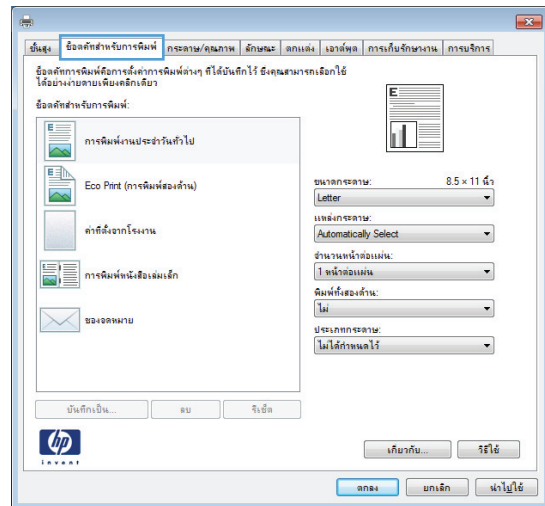 ขั้นสูง ช็อตคัทสำหรับการพิมพ์ กระดาษ/คุณภาพ ลักษณะ ตกแต่ง เอาต์พุต การเก็บรักษางาน การบริการ
ช็อตคัทการพิมพ์คือการตั้งค่าการพิมพ์ต่างๆ ที่ได้บันทึกไว้ ซึ่งคุณสามารถเลือกใช้
ได้อย่างง่ายดายเพียงคลิกเดียว
ช็อตคัทสำหรับการพิมพ์:
การพิมพ์งานประจำวันทั่วไป
Eco Print (การพิมพ์สองด้าน)
ค่าที่ตั้งจากโรงงาน
การพิมพ์หนังสือเล่มเล็ก
ซองจดหมาย
E
E
E
ขนาดกระดาษ: 8.5 × 11 นิ้ว
Letter
แหล่งกระดาษ:
Automatically Select
จำนวนหน้าต่อแผ่น:
1 หน้าต่อแผ่น
พิมพ์ทั้งสองด้าน:
ไม่
ประเภทกระดาษ:
ไม่ได้กำหนดไว้
บันทึกเป็น... ลบ รีเซ็ต
hp
invent
เกี่ยวกับ... วิธีใช้
ตกลง ยกเลิก นำไปใช้